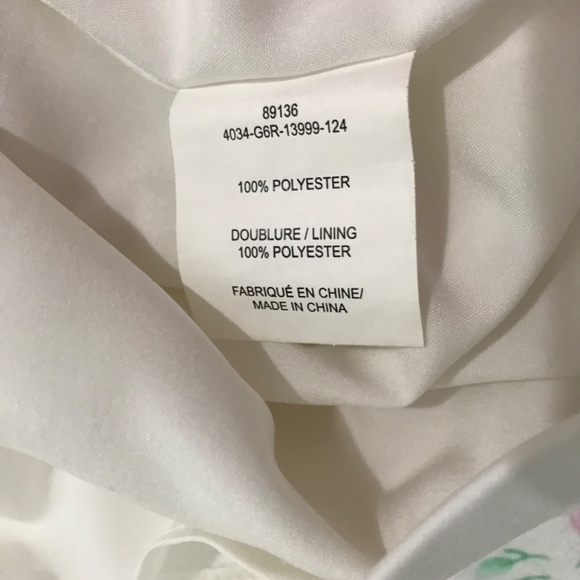 89136
4034-G6R-13999-124
100% POLYESTER
DOUBLURE / LINING
100% POLYESTER
FABRIQUÉ EN CHINE/
MADE IN CHINA